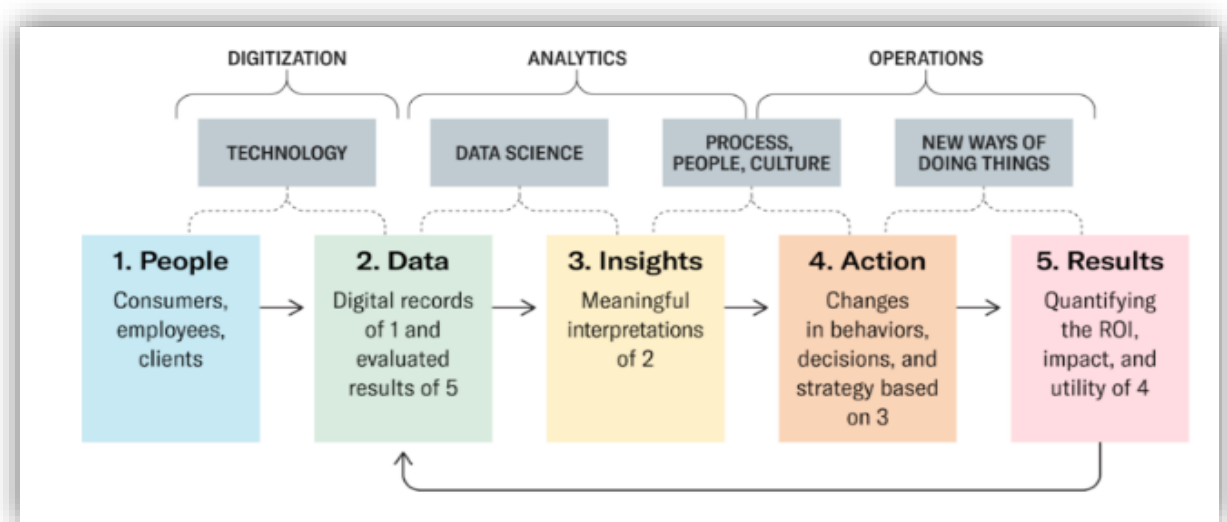 DIGITIZATION
ANALYTICS
OPERATIONS
TECHNOLOGY
DATA SCIENCE
PROCESS,
PEOPLE, CULTURE
NEW WAYS OF
DOING THINGS
1. People
Consumers,
employees,
clients
2. Data
Digital records
of 1 and
evaluated
results of 5
3. Insights
Meaningful
interpretations
of 2
4. Action
Changes
in behaviors,
decisions, and
strategy based
on 3
5. Results
Quantifying
the ROI,
impact, and
utility of 4